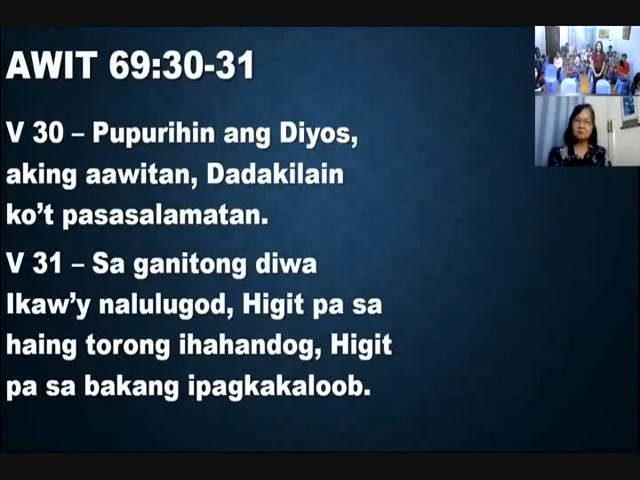 AWIT 69:30-31
V 30 – Pupurihin ang Diyos,
aking aawitan, Dadakilain
ko’t pasasalamatan.
V 31 – Sa ganitong diwa
Ikaw’y nalulugod, Higit pa sa
haing torong ihahandog, Higit
pa sa bakang ipagkakaloob.